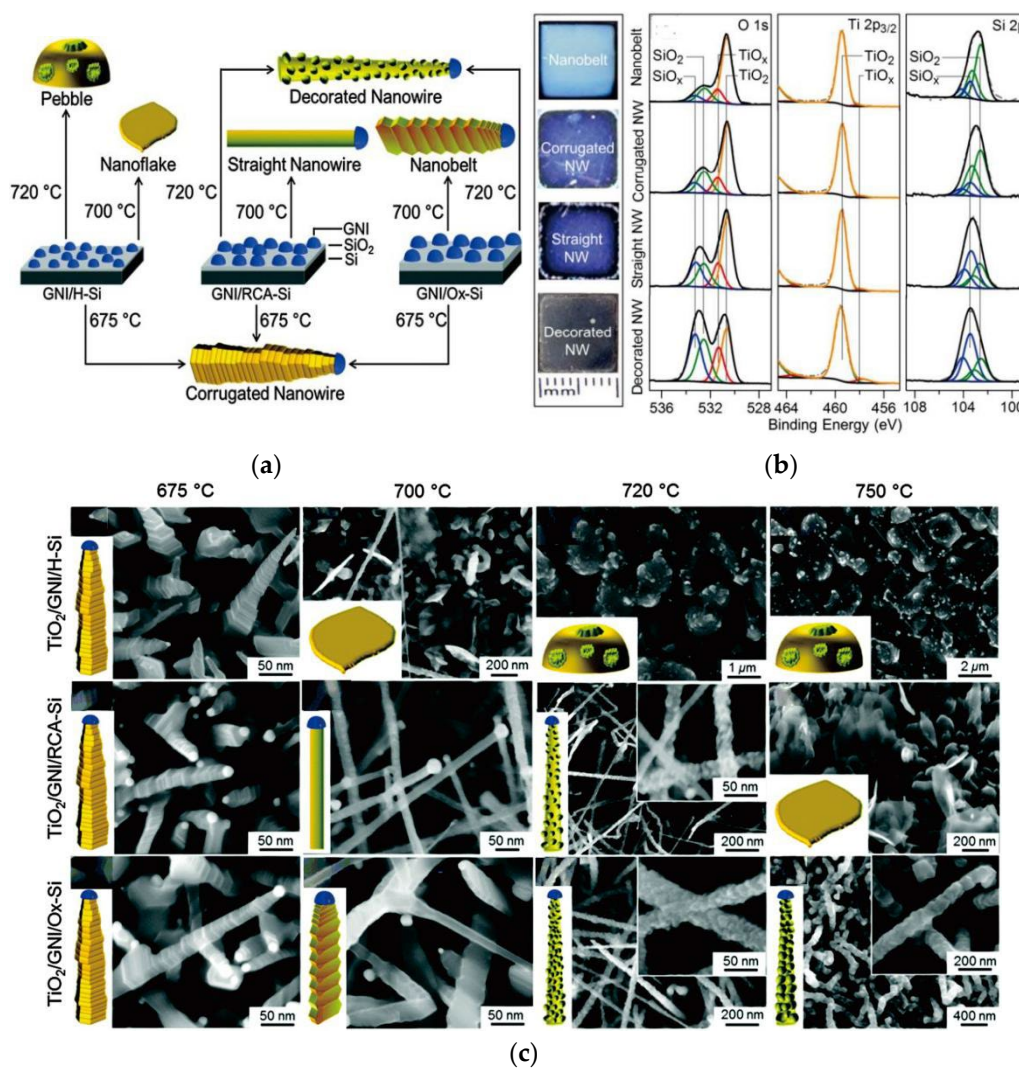 Pebble
Nanoflake
Decorated Nanowire
Straight Nanowire
Nanobelt
720 °C
700 °C
720 °C
700 °C
700 °C
720 °C
GNI
SiO2
Si
GNI/H-Si
GNI/RCA-Si
GNI/Ox-Si
675 °C
675 °C
675 °C
Corrugated Nanowire
(a)
Nanobelt
Corrugated
NW
Straight
NW
Decorated
NW
mm
O 1s
Ti 2p3/2
Si 2p
Nanobelt
Corrugated NW
Straight NW
Decorated NW
SiO2
SiOx
TiOx
TiO2
TiO2
TiOx
SiO2
SiOx
536 532 528
464 460 456
108 104 100
Binding Energy (eV)
(b)
675 °C 700 °C 720 °C 750 °C
TiO2/GNI/H-Si
50 nm
200 nm
1 µm
2 µm
TiO2/GNI/RCA-Si
50 nm
50 nm
50 nm
200 nm
200 nm
TiO2/GNI/Ox-Si
50 nm
50 nm
50 nm
200 nm
200 nm
400 nm
(c)